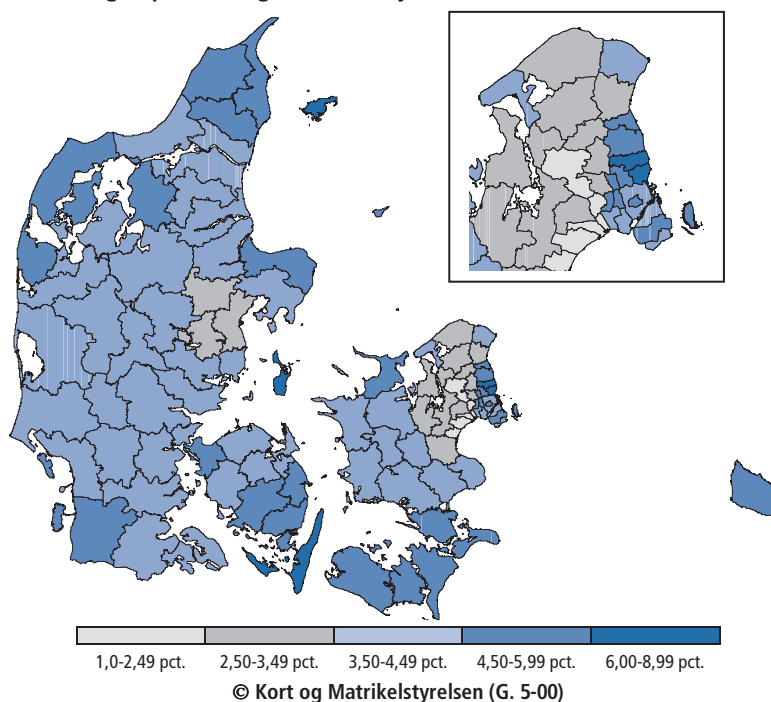 1,0-2,49 pct. 2,50-3,49 pct. 3,50-4,49 pct. 4,50-5,99 pct. 6,00-8,99 pct.
© Kort og Matrikelstyrelsen (G. 5-00)